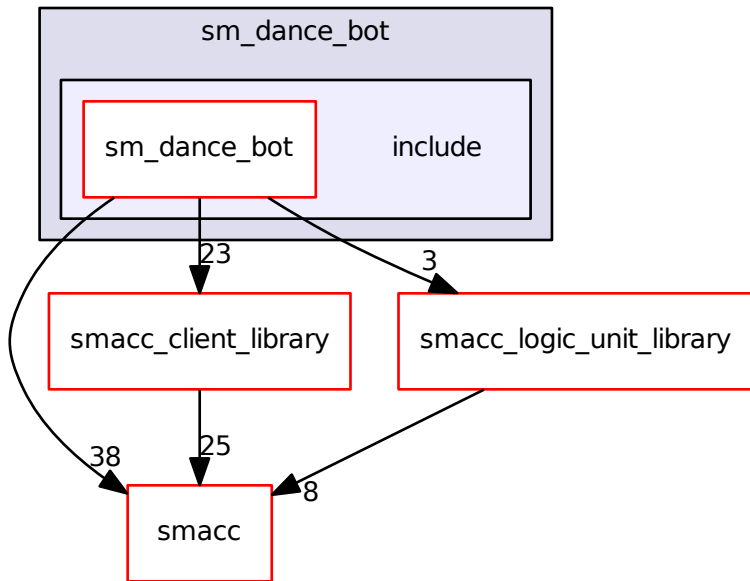 sm_dance_bot
sm_dance_bot
include
23
3
smacc_client_library
smacc_logic_unit_library
38
25
8
smacc